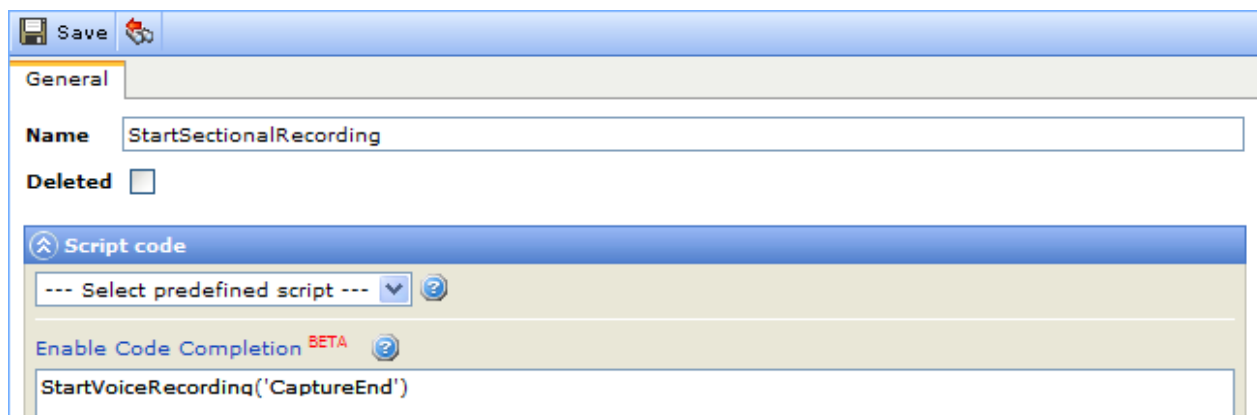 Save
General
Name StartSectionalRecording
Deleted
Script code
--- Select predefined script ---
Enable Code Completion BETA
StartVoiceRecording('CaptureEnd')